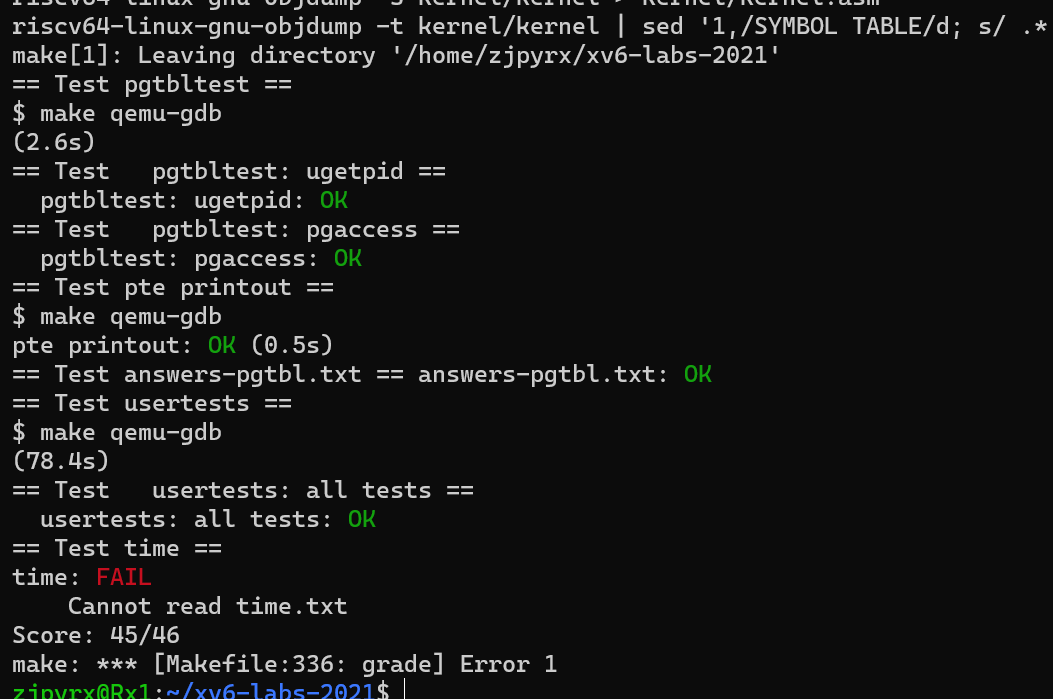 riscv64-linux-gnu-objdump -S kernel/kernel > kernel/kernel.asm
riscv64-linux-gnu-objdump -t kernel/kernel | sed '1,/SYMBOL TABLE/d; s/ .*
make[1]: Leaving directory '/home/zjpyrx/xv6-labs-2021'
== Test pgtbltest ==
$ make qemu-gdb
(2.6s)
== Test   pgtbltest: ugetpid ==
  pgtbltest: ugetpid: OK
== Test   pgtbltest: pgaccess ==
  pgtbltest: pgaccess: OK
== Test pte printout ==
$ make qemu-gdb
pte printout: OK (0.5s)
== Test answers-pgtbl.txt == answers-pgtbl.txt: OK
== Test usertests ==
$ make qemu-gdb
(78.4s)
== Test   usertests: all tests ==
  usertests: all tests: OK
== Test time ==
time: FAIL
    Cannot read time.txt
Score: 45/46
make: *** [Makefile:336: grade] Error 1
zjpyrx@Rx1:~/xv6-labs-2021$